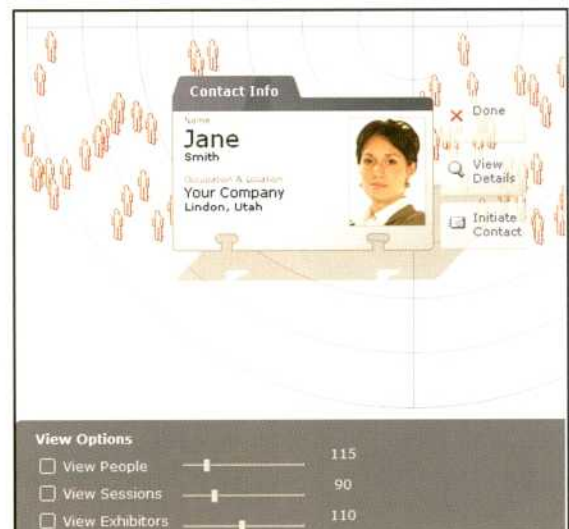 Contact Info
Name
Jane
Smith
Occupation & Location
Your Company
Lindon, Utah
Done
View
Details
Initiate
Contact
View Options
View People 115
View Sessions 90
View Exhibitors 110